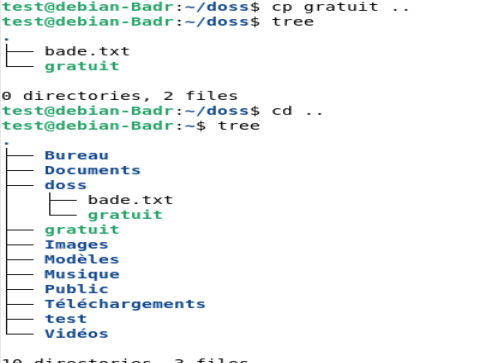 test@debian-Badr:~/doss$ cp gratuit ..
test@debian-Badr:~/doss$ tree
.
├── bade.txt
└── gratuit
0 directories, 2 files
test@debian-Badr:~/doss$ cd ..
test@debian-Badr:~$ tree
.
├── Bureau
├── Documents
├── doss
│   ├── bade.txt
│   └── gratuit
├── gratuit
├── Images
├── Modèles
├── Musique
├── Public
├── Téléchargements
├── test
└── Vidéos
10 directories, 3 files